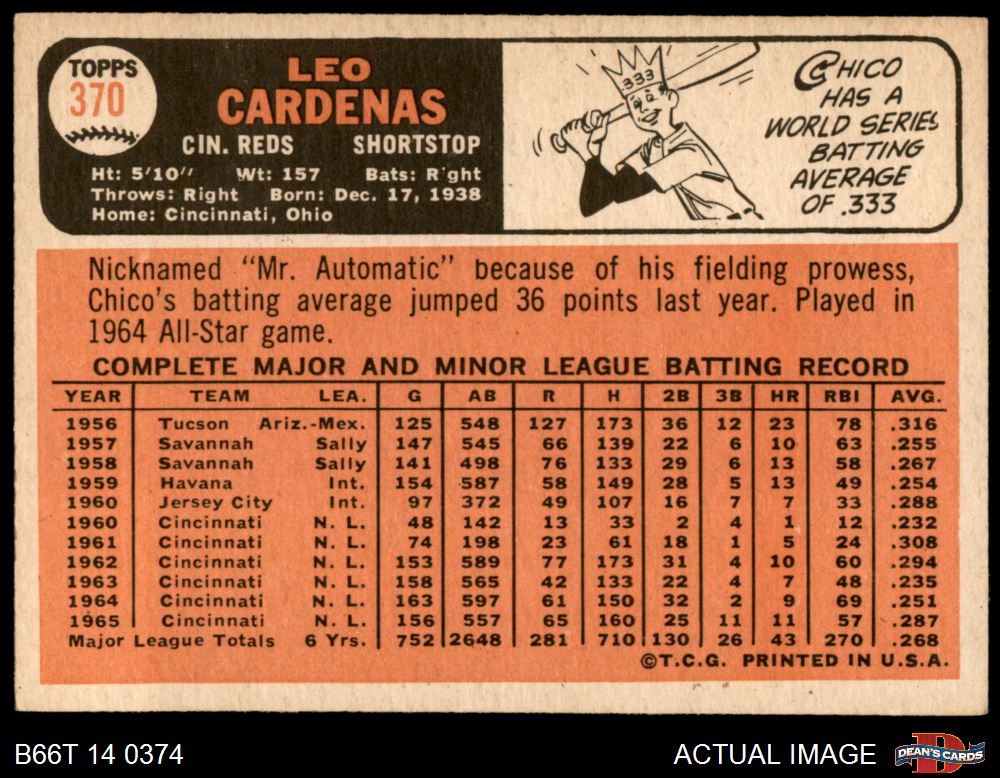 TOPPS
370
LEO
CARDENAS
CIN. REDS SHORTSTOP
Ht: 5'10" Wt: 157 Bats: R'ght
Throws: Right Born: Dec. 17, 1938
Home: Cincinnati, Ohio
333
CHICO
HAS A
WORLD SERIES
BATTING
AVERAGE
OF .333
Nicknamed "Mr. Automatic" because of his fielding prowess,
Chico's batting average jumped 36 points last year. Played in
1964 All-Star game.
COMPLETE MAJOR AND MINOR LEAGUE BATTING RECORD
YEAR TEAM LEA. G AB R H 2B 3B HR RBI AVG.
1956 Tucson Ariz.-Mex. 125 548 127 173 36 12 23 78 .316
1957 Savannah Sally 147 545 66 139 22 6 10 63 .255
1958 Savannah Sally 141 498 76 133 29 6 13 58 .267
1959 Havana Int. 154 587 58 149 28 5 13 49 .254
1960 Jersey City Int. 97 372 49 107 16 7 7 33 .288
1960 Cincinnati N. L. 48 142 13 33 2 4 1 12 .232
1961 Cincinnati N. L. 74 198 23 61 18 1 5 24 .308
1962 Cincinnati N. L. 153 589 77 173 31 4 10 60 .294
1963 Cincinnati N. L. 158 565 42 133 22 4 7 48 .235
1964 Cincinnati N. L. 163 597 61 150 32 2 9 69 .251
1965 Cincinnati N. L. 156 557 65 160 25 11 11 57 .287
Major League Totals 6 Yrs. 752 2648 281 710 130 26 43 270 .268
©T.C.G. PRINTED IN U.S.A.
B66T 14 0374 ACTUAL IMAGE
D
DEAN'S CARDS